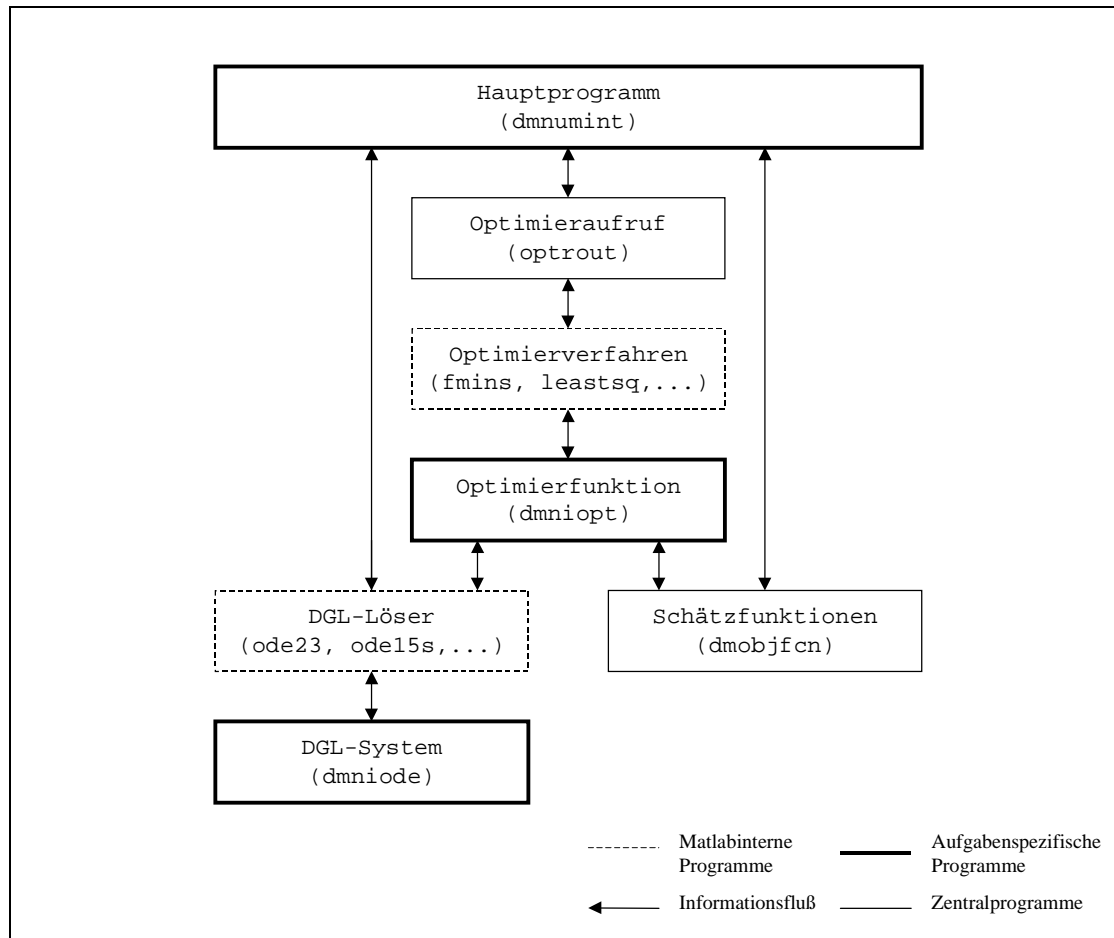 Hauptprogramm
(dmnumint)
Optimieraufruf
(optrout)
Optimierverfahren
(fmins, leastsq,...)
Optimierfunktion
(dmniopt)
DGL-Löser
(ode23, ode15s,...)
Schätzfunktionen
(dmobjfcn)
DGL-System
(dmniode)
Matlabinterne
Programme
Aufgabenspezifische
Programme
Informationsfluß
Zentralprogramme